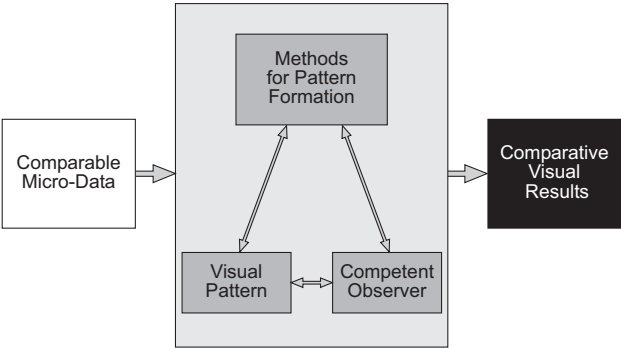 Methods
for Pattern
Formation
Comparable
Micro-Data
Comparative
Visual
Results
Visual
Pattern
Competent
Observer